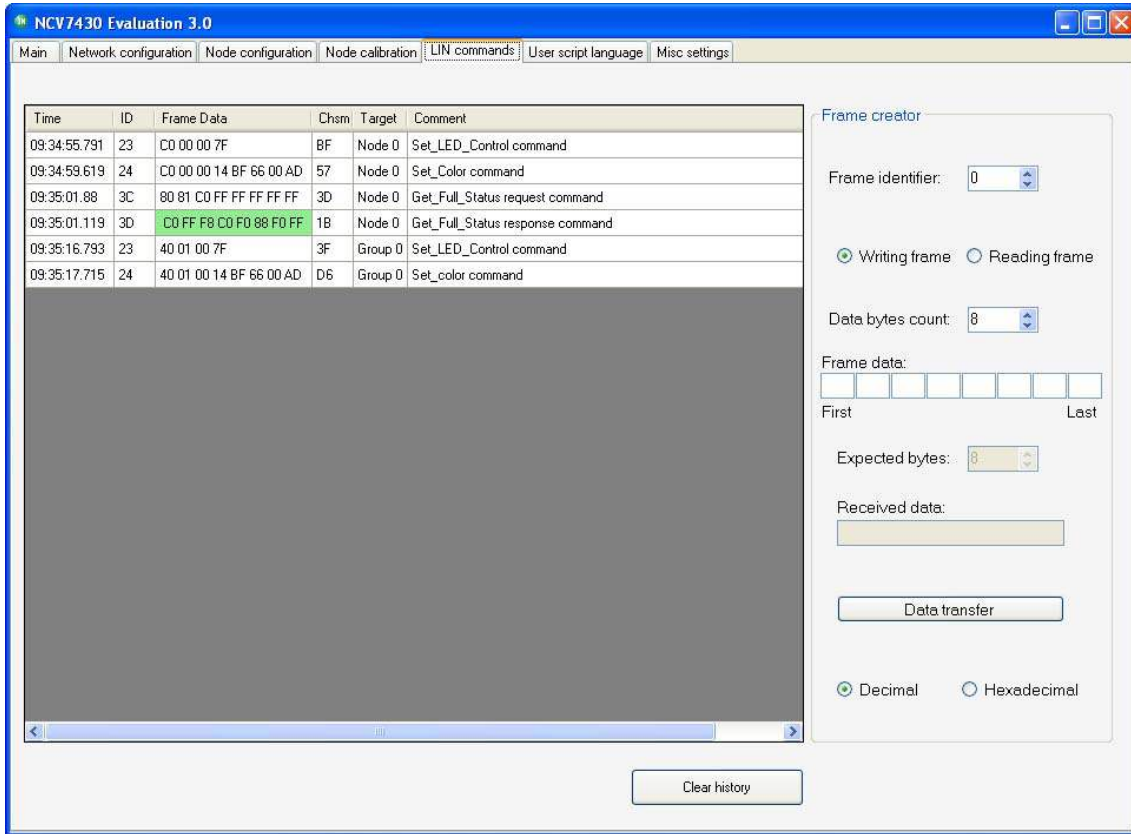 NCV7430 Evaluation 3.0
Main Network configuration Node configuration Node calibration LIN commands User script language Misc settings
Time ID Frame Data Chsm Target Comment
09:34:55.791 23 C0 00 00 7F BF Node 0 Set_LED_Control command
09:34:59.619 24 C0 00 00 14 BF 66 00 AD 57 Node 0 Set_Color command
09:35:01.88 3C 80 81 C0 FF FF FF FF FF 3D Node 0 Get_Full_Status request command
09:35:01.119 3D C0 FF F8 C0 F0 88 F0 FF 1B Node 0 Get_Full_Status response command
09:35:16.793 23 40 01 00 7F 3F Group 0 Set_LED_Control command
09:35:17.715 24 40 01 00 14 BF 66 00 AD D6 Group 0 Set_color command
Frame creator
Frame identifier: 0
Writing frame Reading frame
Data bytes count: 8
Frame data:
First Last
Expected bytes: 8
Received data:
Data transfer
Decimal Hexadecimal
Clear history